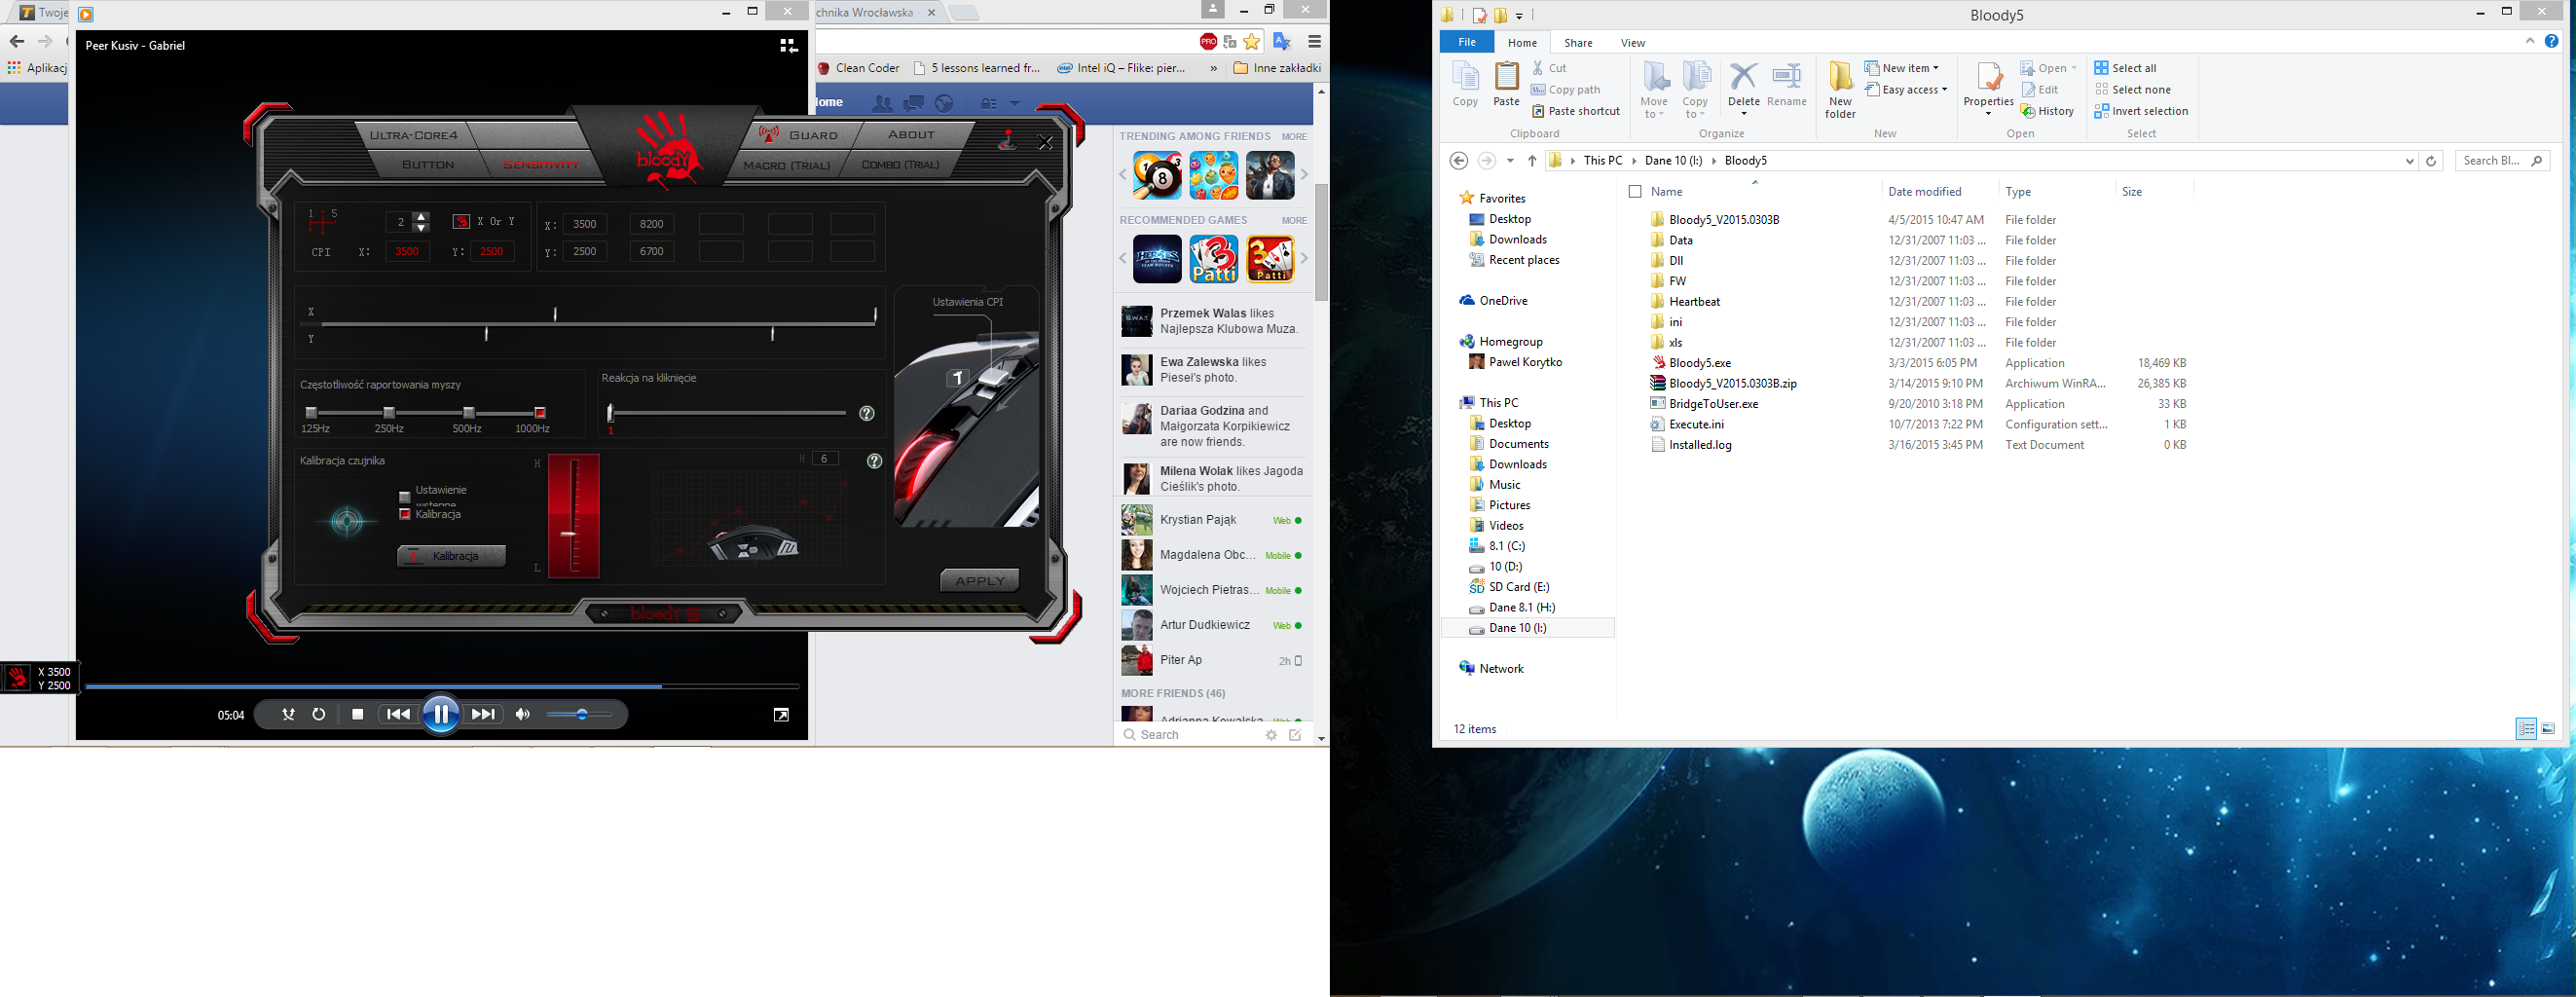 Twoje
chnika Wrocławska
PRO
Aplikacj
Clean Coder
5 lessons learned fr...
Intel iQ – Flike: pier...
»
Inne zakładki
Peer Kusiv - Gabriel
ome
ULTRA-CORE4
GUARD
ABOUT
BUTTON
SENSITIVITY
bloody
MACRO (TRIAL)
COMBO (TRIAL)
1 5
2
X Or Y
CPI X: 3500 Y: 2500
X: 3500 8200
Y: 2500 6700
X
Y
Ustawienia CPI
Częstotliwość raportowania myszy
125Hz 250Hz 500Hz 1000Hz
Reakcja na kliknięcie
1
Kalibracja czujnika
Ustawienie
wstępne
Kalibracja
Kalibracja
H
L
H 6
APPLY
bloody 5
X 3500
Y 2500
05:04
TRENDING AMONG FRIENDS MORE
8
RECOMMENDED GAMES MORE
HEROES
3
Patti
3
Patti
S.W.A.T.
Przemek Walas likes
Najlepsza Klubowa Muza.
Ewa Zalewska likes
Pieseł's photo.
Dariaa Godzina and
Małgorzata Korpikiewicz
are now friends.
Milena Wolak likes Jagoda
Cieślik's photo.
Krystian Pająk Web
Magdalena Obc... Mobile
Wojciech Pietras... Mobile
Artur Dudkiewicz Web
Piter Ap 2h
MORE FRIENDS (46)
Adrianna Kowalska Web
Search
Bloody5
File Home Share View
Copy
Paste
Cut
Copy path
Paste shortcut
Clipboard
Move
to
Copy
to
Delete
Rename
Organize
New
folder
New item
Easy access
New
Properties
Open
Edit
History
Open
Select all
Select none
Invert selection
Select
This PC Dane 10 (I:) Bloody5
Search Bl...
Favorites
Desktop
Downloads
Recent places
OneDrive
Homegroup
Pawel Korytko
This PC
Desktop
Documents
Downloads
Music
Pictures
Videos
8.1 (C:)
10 (D:)
SD Card (E:)
Dane 8.1 (H:)
Dane 10 (I:)
Network
Name Date modified Type Size
Bloody5_V2015.0303B 4/5/2015 10:47 AM File folder
Data 12/31/2007 11:03 ... File folder
Dll 12/31/2007 11:03 ... File folder
FW 12/31/2007 11:03 ... File folder
Heartbeat 12/31/2007 11:03 ... File folder
ini 12/31/2007 11:03 ... File folder
xls 12/31/2007 11:03 ... File folder
Bloody5.exe 3/3/2015 6:05 PM Application 18,469 KB
Bloody5_V2015.0303B.zip 3/14/2015 9:10 PM Archiwum WinRA... 26,385 KB
BridgeToUser.exe 9/20/2010 3:18 PM Application 33 KB
Execute.ini 10/7/2013 7:22 PM Configuration sett... 1 KB
Installed.log 3/16/2015 3:45 PM Text Document 0 KB
12 items